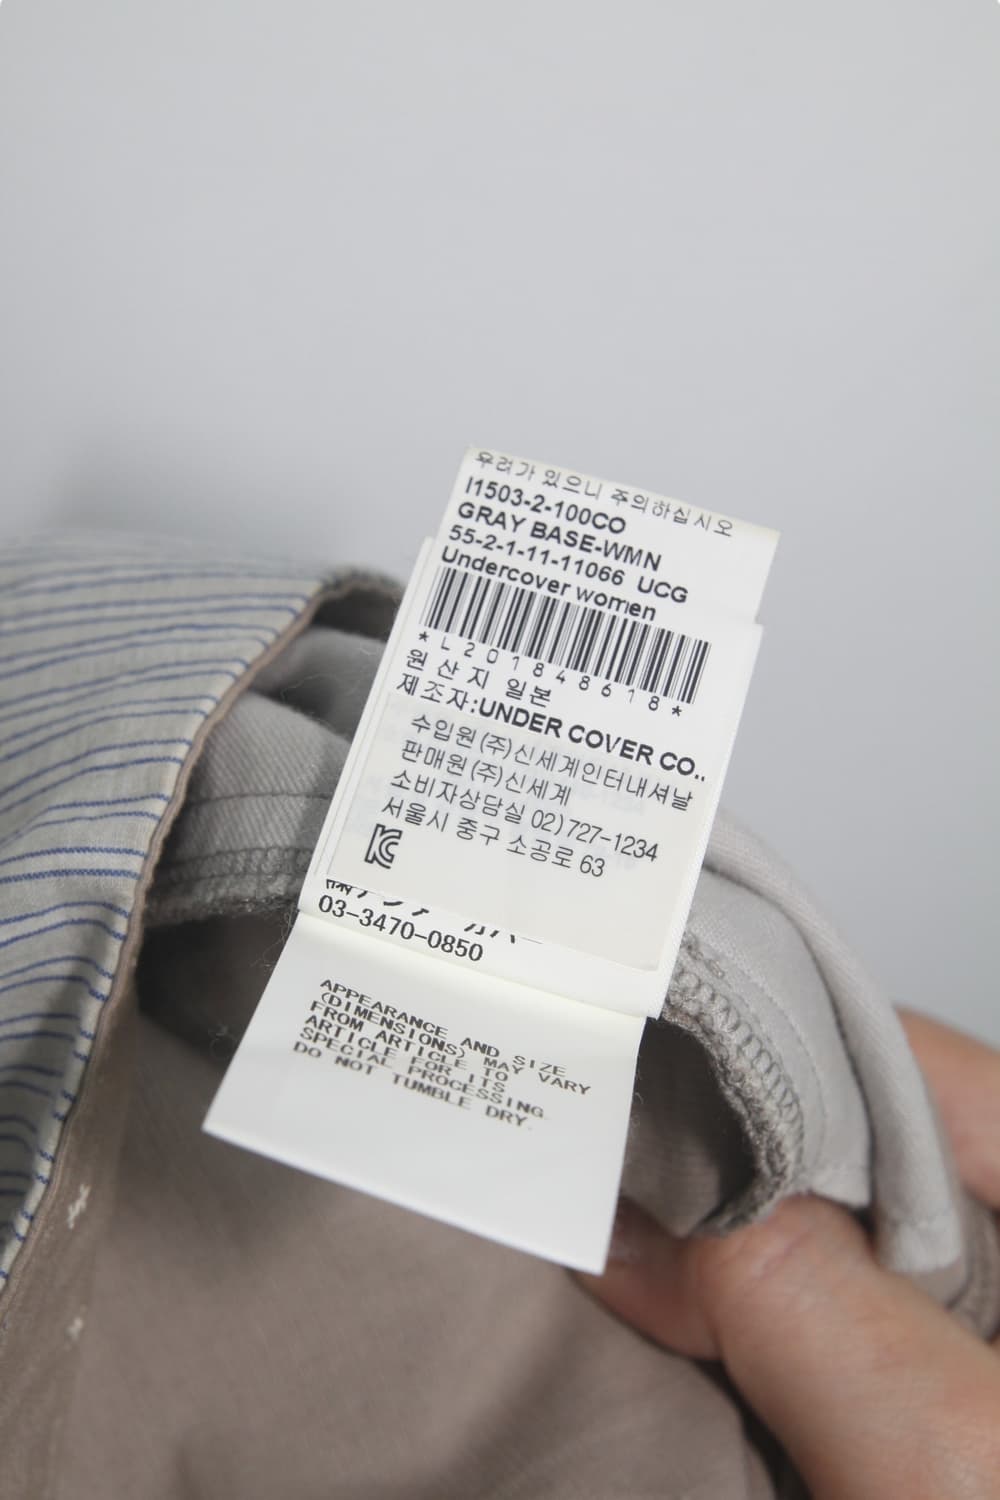 우려가 있으니 주의하십시오
I1503-2-100CO
GRAY BASE-WMN
55-2-1-11-11066 UCG
Undercover women
*L201848618*
원 산 지 일본
제조자:UNDER COVER CO..
수입원 (주)신세계인터내셔날
판매원 (주)신세계
소비자상담실 02)727-1234
서울시 중구 소공로 63
03-3470-0850
APPEARANCE AND SIZE
(DIMENSIONS) MAY VARY
FROM ARTICLE TO
ARTICLE FOR ITS
SPECIAL PROCESSING.
DO NOT TUMBLE DRY.